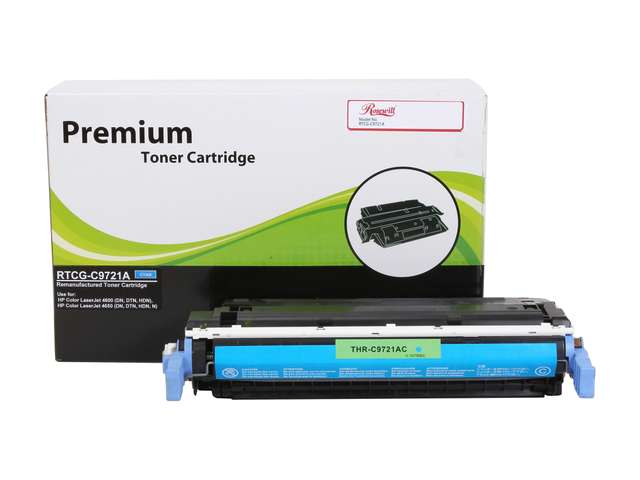 Premium
Toner Cartridge
Rosewill
Model No.
RTCG-C9721A
RTCG-C9721A CYAN
Remanufactured Toner Cartridge
Use for:
HP Color LaserJet 4600 (DN, DTN, HDN),
HP Color LaserJet 4650 (DN, DTN, HDN, N)
THR-C9721AC